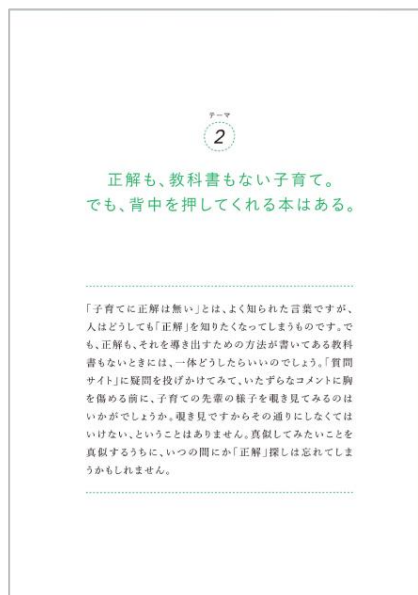 テーマ
2
正解も、教科書もない子育て。
でも、背中を押してくれる本はある。
「子育てに正解は無い」とは、よく知られた言葉ですが、
人はどうしても「正解」を知りたくなってしまうものです。で
も、正解も、それを導き出すための方法が書いてある教科
書もないときには、一体どうしたらいいのでしょう。「質問
サイト」に疑問を投げかけてみて、いたずらなコメントに胸
を傷める前に、子育ての先輩の様子を覗き見てみるのは
いかがでしょうか。覗き見ですからその通りにしなくては
いけない、ということはありません。真似してみたいことを
真似するうちに、いつの間にか「正解」探しは忘れてしま
うかもしれません。